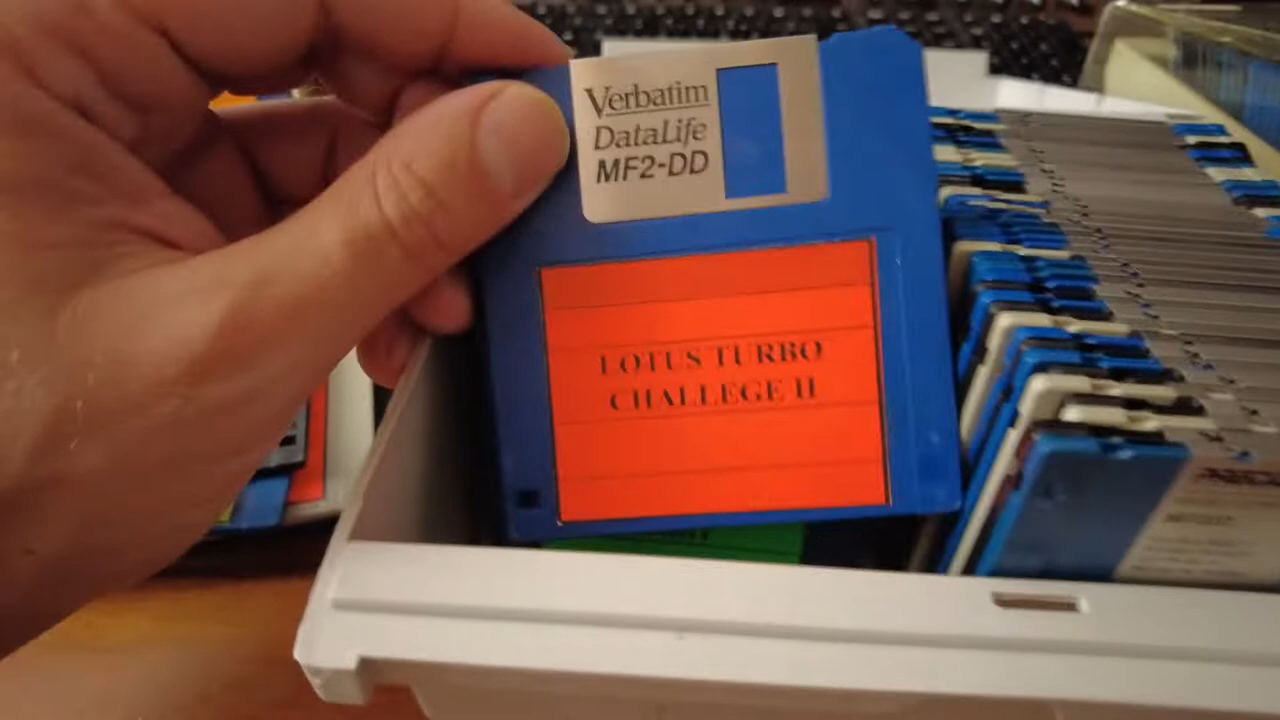 Verbatim
DataLife
MF2-DD
LOTUS TURBO
CHALLEGE II